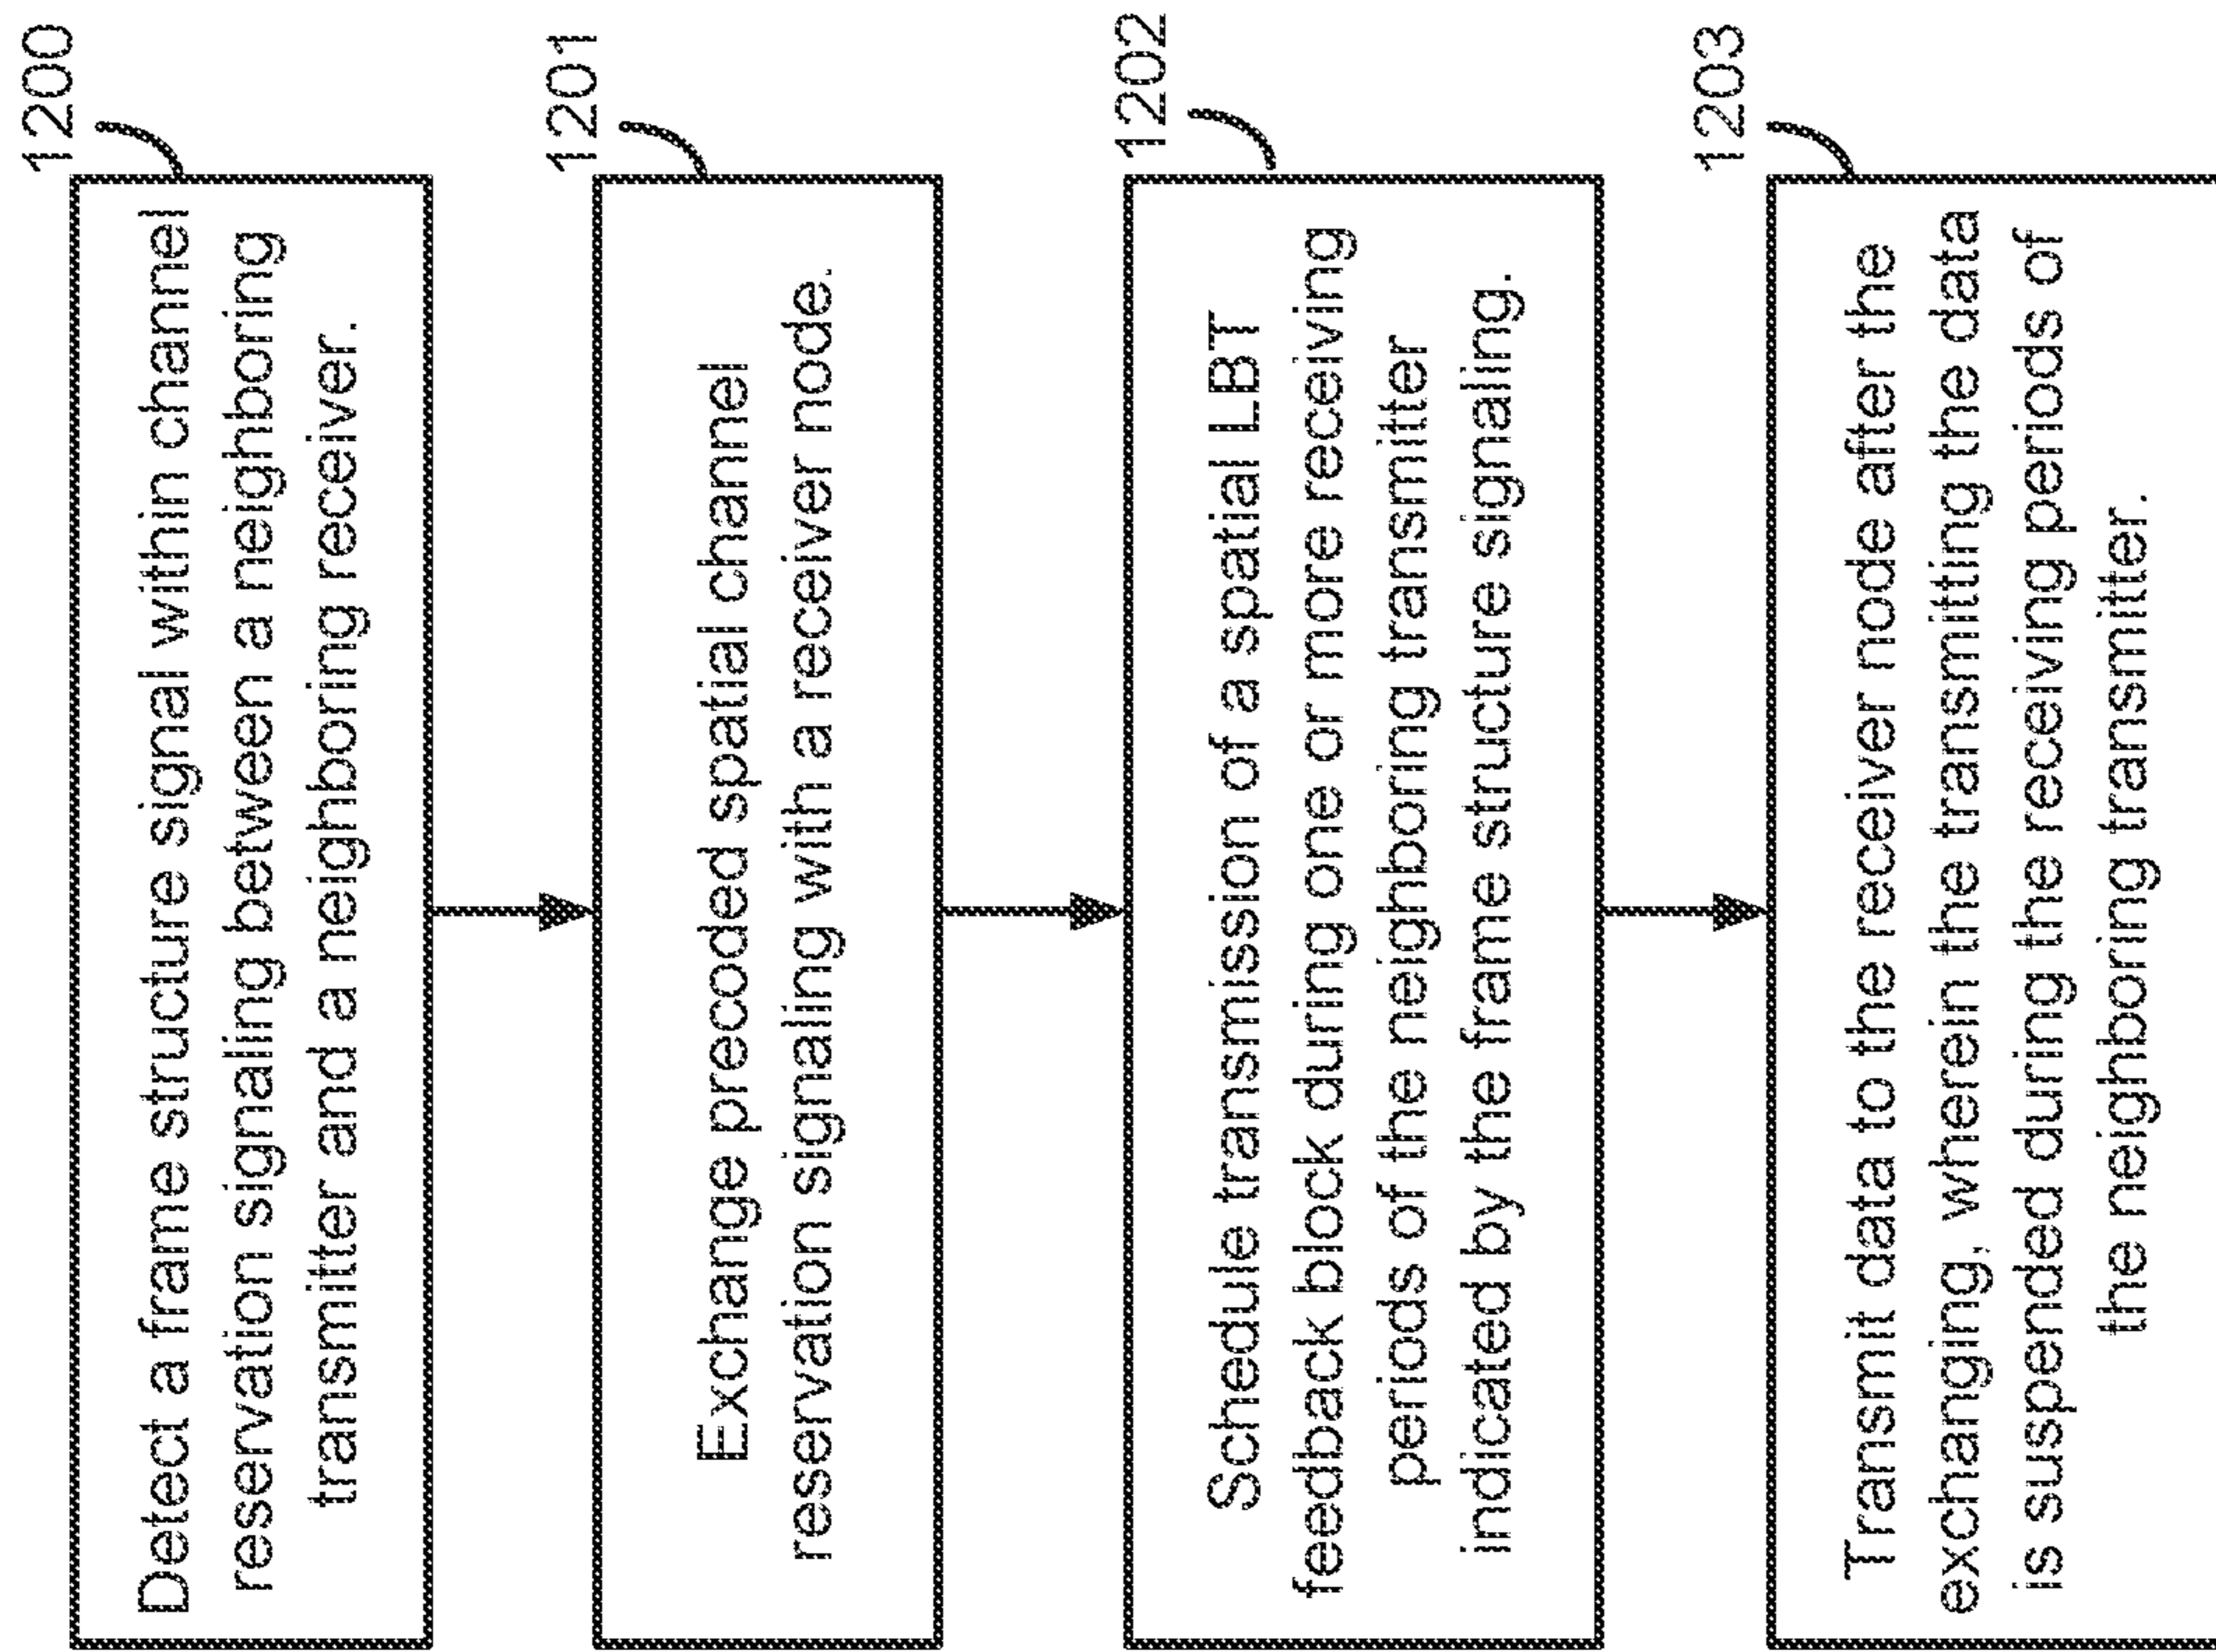 1200
Detect a frame structure signal within channel
reservation signaling between a neighboring
transmitter and a neighboring receiver.
1201
Exchange precoded spatial channel
reservation signaling with a receiver node.
1202
Schedule transmission of a spatial LBT
feedback block during one or more receiving
periods of the neighboring transmitter
indicated by the frame structure signaling.
1203
Transmit data to the receiver node after the
exchanging, wherein the transmitting the data
is suspended during the receiving periods of
the neighboring transmitter.